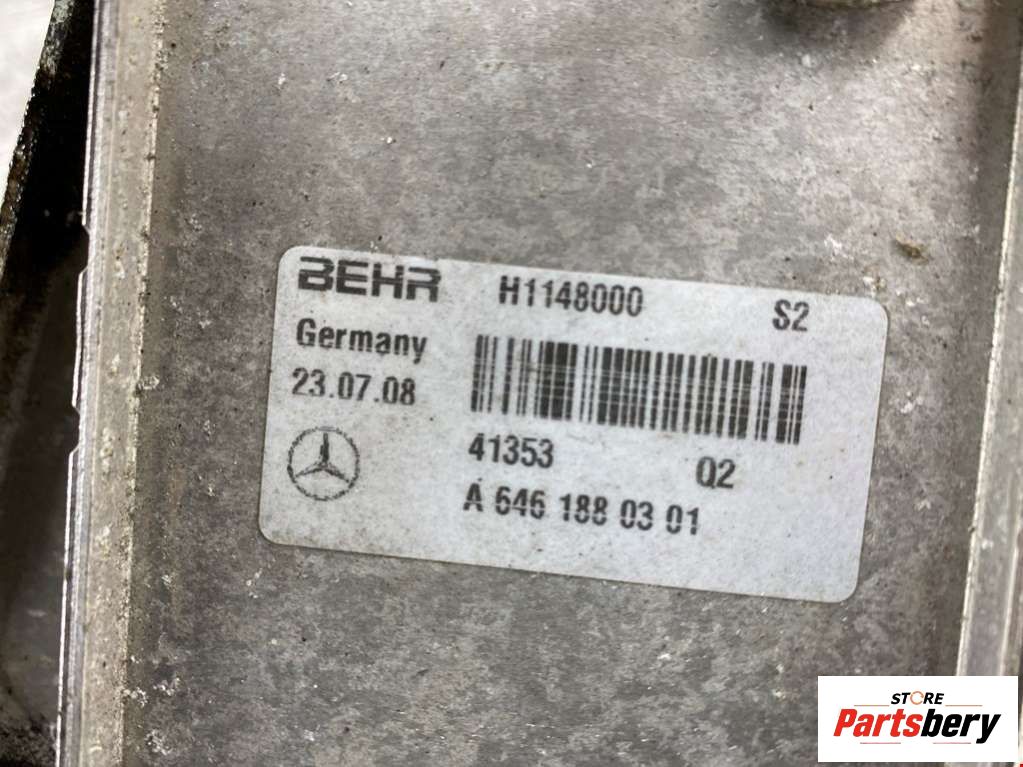 BEHR H1148000 S2
Germany
23.07.08
41353 Q2
A 646 188 03 01
STORE
Partsbery